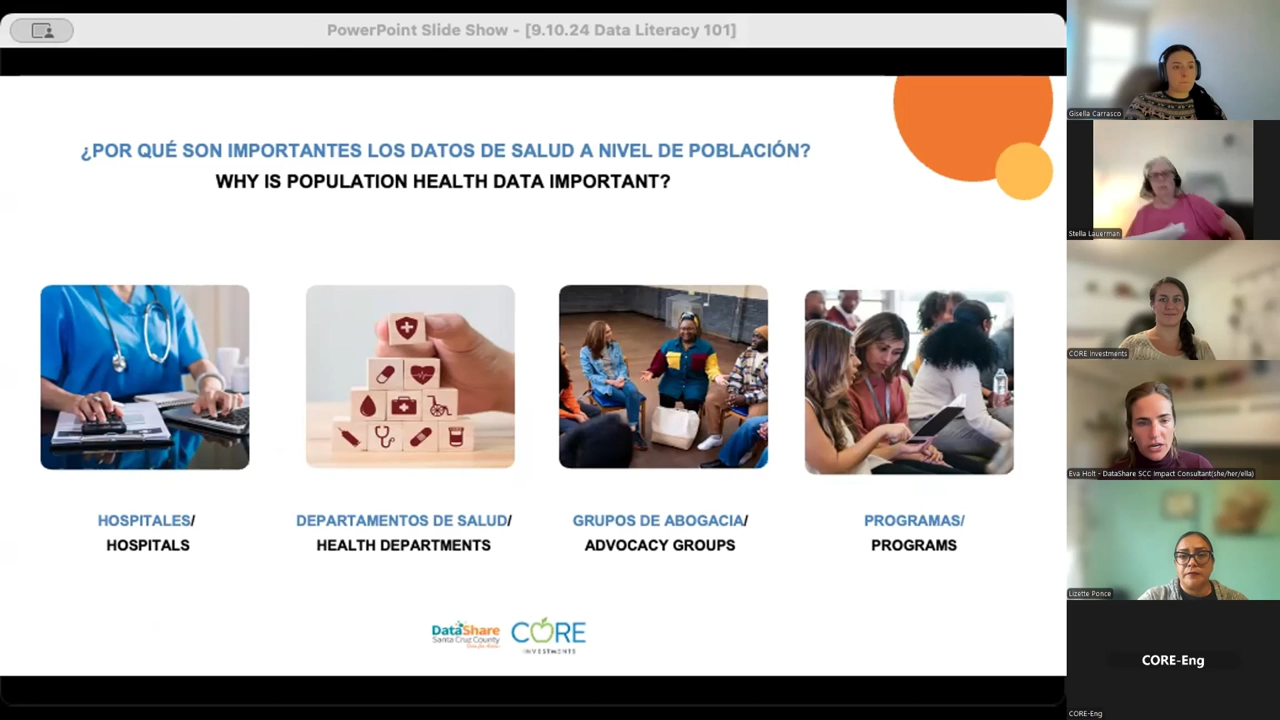 PowerPoint Slide Show - [9.10.24 Data Literacy 101]
¿POR QUÉ SON IMPORTANTES LOS DATOS DE SALUD A NIVEL DE POBLACIÓN?
WHY IS POPULATION HEALTH DATA IMPORTANT?
HOSPITALES/
HOSPITALS
DEPARTAMENTOS DE SALUD/
HEALTH DEPARTMENTS
GRUPOS DE ABOGACIA/
ADVOCACY GROUPS
PROGRAMAS/
PROGRAMS
DataShare
Santa Cruz County
CORE
INVESTMENTS
Gisella Carrasco
Stella Lauerman
CORE Investments
Eva Holt - DataShare SCC Impact Consultant(she/her/ella)
Lizette Ponce
CORE-Eng
CORE-Eng